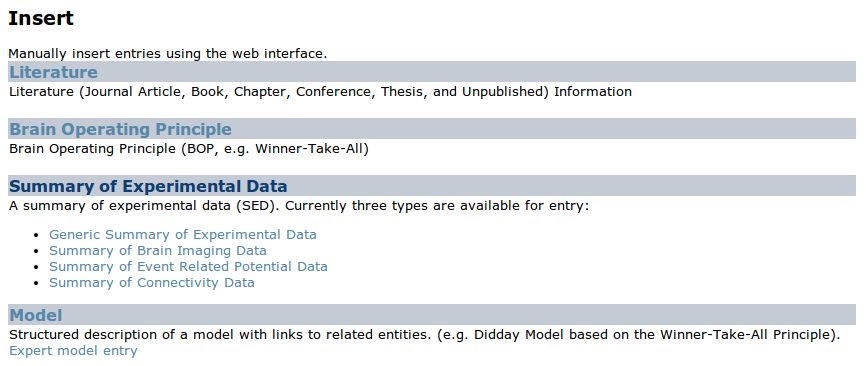 Insert
Manually insert entries using the web interface.
Literature
Literature (Journal Article, Book, Chapter, Conference, Thesis, and Unpublished) Information
Brain Operating Principle
Brain Operating Principle (BOP, e.g. Winner-Take-All)
Summary of Experimental Data
A summary of experimental data (SED). Currently three types are available for entry:
• Generic Summary of Experimental Data
• Summary of Brain Imaging Data
• Summary of Event Related Potential Data
• Summary of Connectivity Data
Model
Structured description of a model with links to related entities. (e.g. Didday Model based on the Winner-Take-All Principle).
Expert model entry